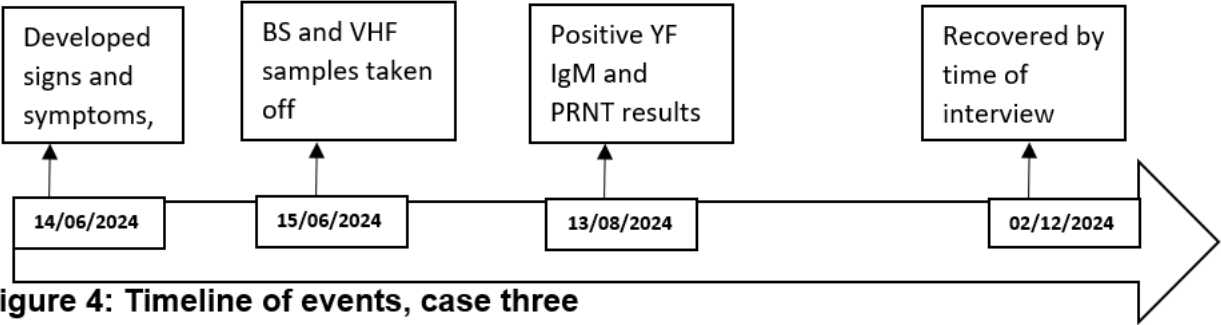 Developed
signs and
symptoms,
BS and VHF
samples taken
off
Positive YF
IgM and
PRNT results
Recovered by
time of
interview
14/06/2024
15/06/2024
13/08/2024
02/12/2024
igure 4: Timeline of events, case three